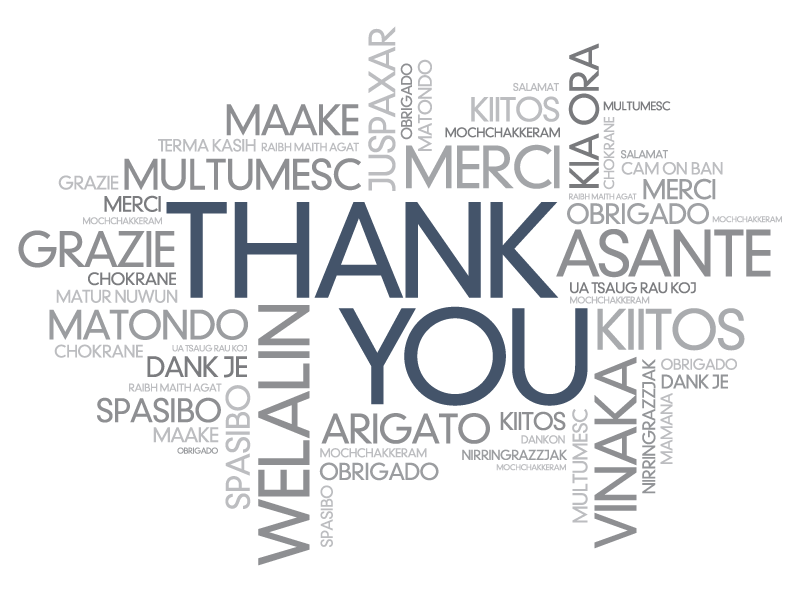 JUSPAXAR
OBRIGADO
MATONDO
SALAMAT
KIITOS
MOCHCHAKKERAM
KIA ORA
MULTUMESC
CHOKRANE
MAAKE
TERMA KASIH
RAIBH MAITH AGAT
GRAZIE
MULTUMESC
MERCI
SALAMAT
CAM ON BAN
RAIBH MAITH AGAT
MERCI
MERCI
MOCHCHAKKERAM
THANK
OBRIGADO
MOCHCHAKKERAM
GRAZIE
ASANTE
CHOKRANE
MATUR NUWUN
UA TSAUG RAU KOJ
MOCHCHAKKERAM
MATONDO
WELALIN
YOU
KIITOS
CHOKRANE
UA TSAUG RAU KOJ
DANK JE
RAIBH MAITH AGAT
SPASIBO
MAAKE
OBRIGADO
SPASIBO
VINAKA
NIRRINGRAZZJAK
OBRIGADO
DANK JE
MAMANA
ARIGATO
KIITOS
DANKON
MOCHCHAKKERAM
NIRRINGRAZZJAK
OBRIGADO
MOCHCHAKKERAM
MULTUMESC
SPASIBO